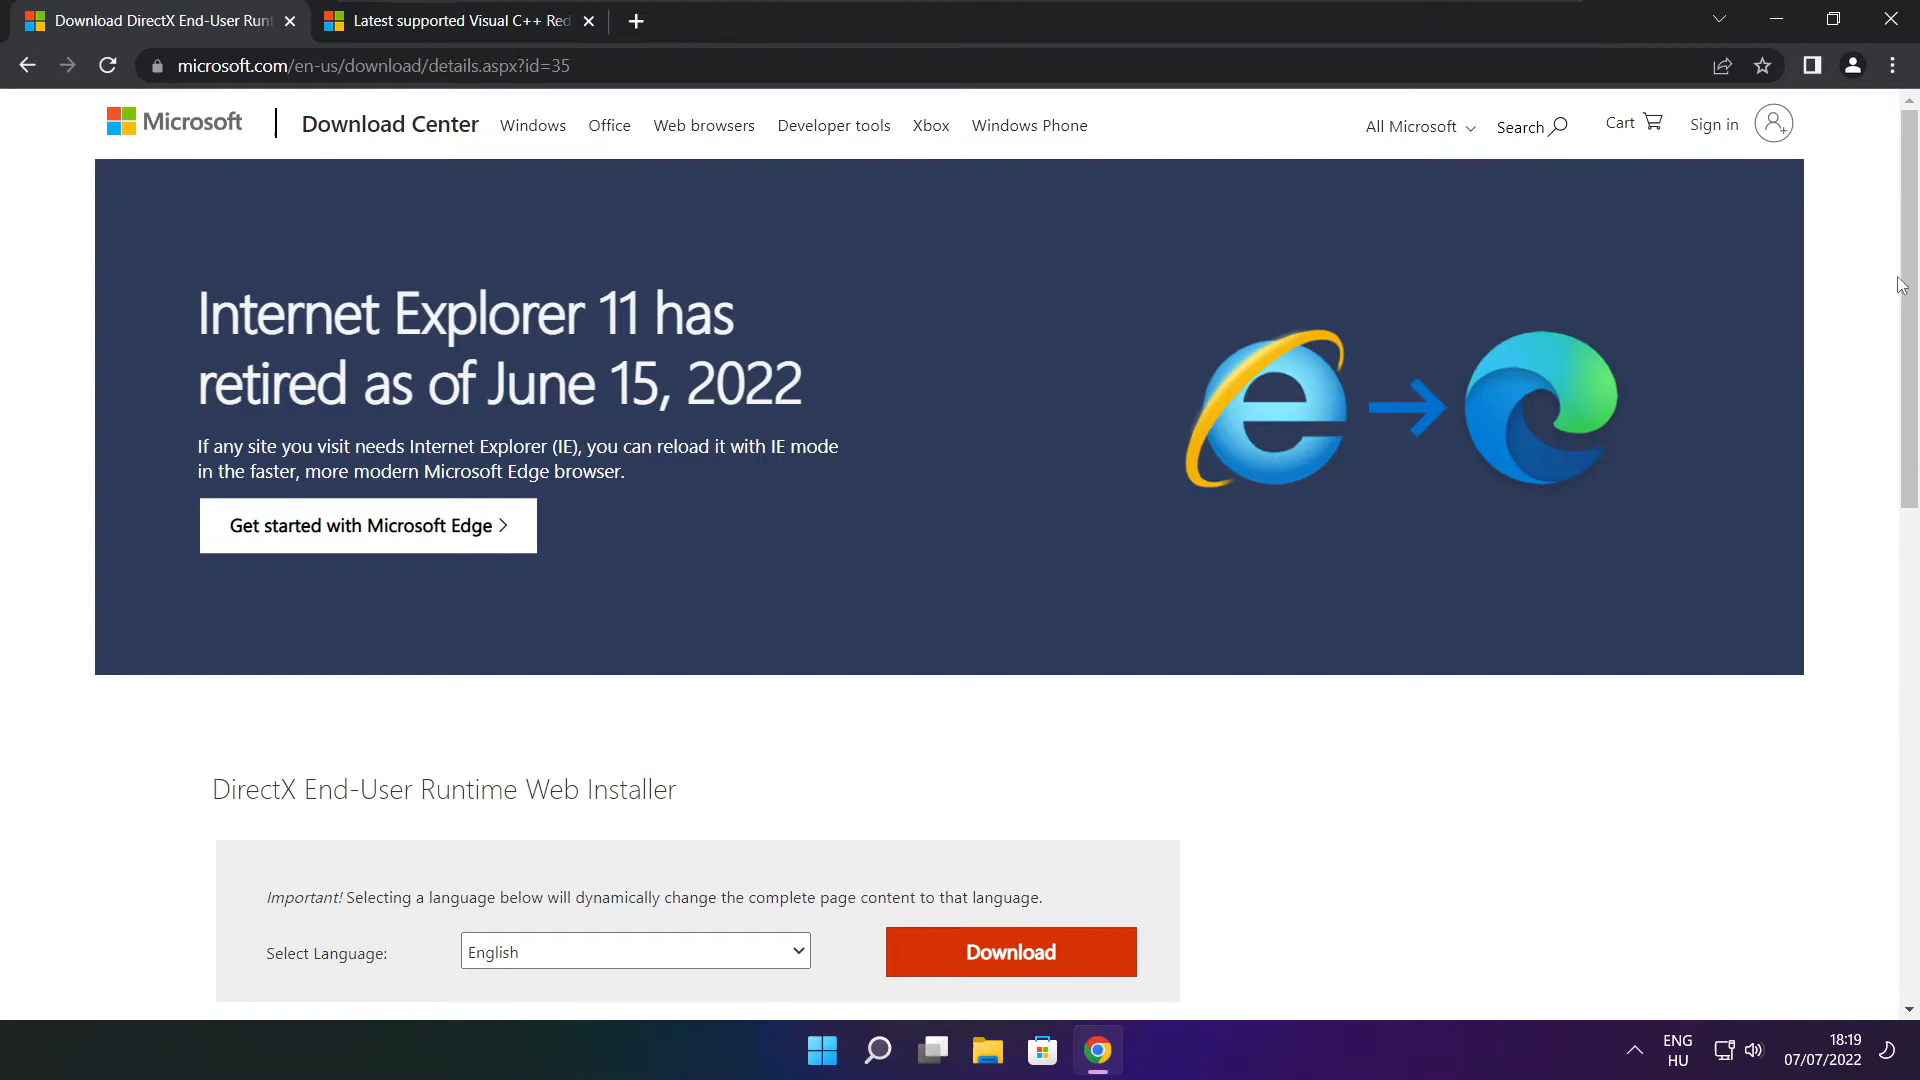 Download DirectX End-User Runt
Latest supported Visual C++ Red
microsoft.com/en-us/download/details.aspx?id=35
Microsoft
Download Center
Windows
Office
Web browsers
Developer tools
Xbox
Windows Phone
All Microsoft
Search
Cart
Sign in
Internet Explorer 11 has
retired as of June 15, 2022
If any site you visit needs Internet Explorer (IE), you can reload it with IE mode
in the faster, more modern Microsoft Edge browser.
Get started with Microsoft Edge >
DirectX End-User Runtime Web Installer
Important! Selecting a language below will dynamically change the complete page content to that language.
Select Language:
English
Download
ENG
HU
18:19
07/07/2022